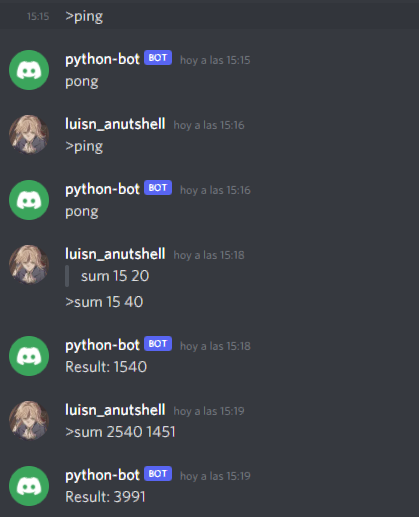 15:15 >ping
python-bot BOT hoy a las 15:15
pong
luisn_anutshell hoy a las 15:16
>ping
python-bot BOT hoy a las 15:16
pong
luisn_anutshell hoy a las 15:18
sum 15 20
>sum 15 40
python-bot BOT hoy a las 15:18
Result: 1540
luisn_anutshell hoy a las 15:19
>sum 2540 1451
python-bot BOT hoy a las 15:19
Result: 3991